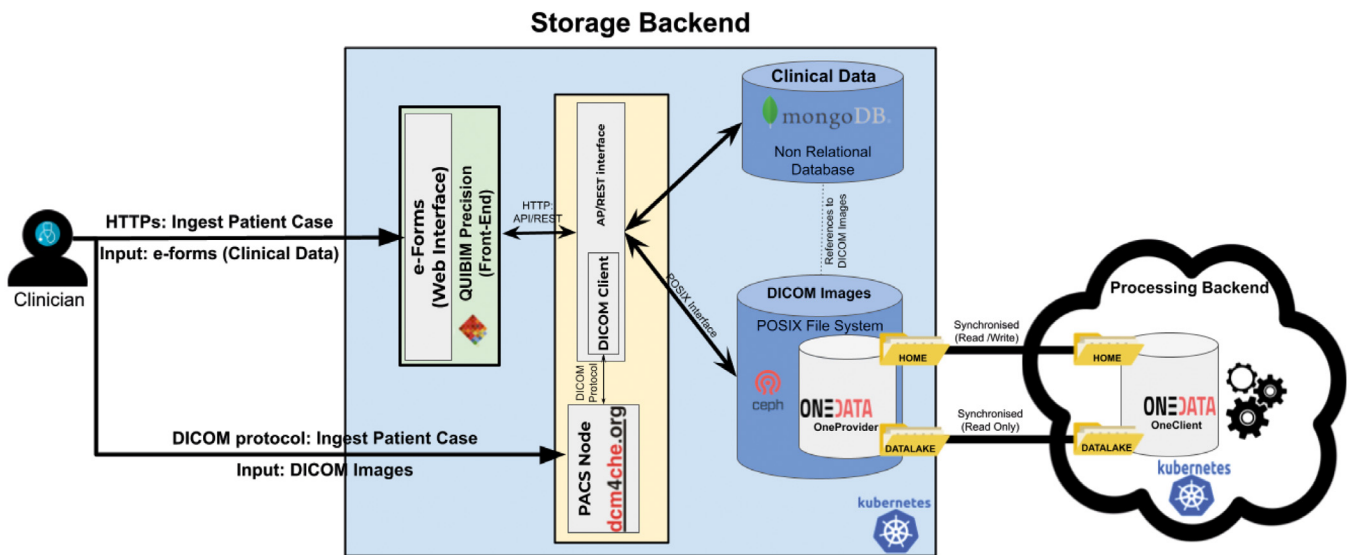 Storage Backend
Clinician
HTTPs: Ingest Patient Case
Input: e-forms (Clinical Data)
DICOM protocol: Ingest Patient Case
Input: DICOM Images
e-Forms
(Web Interface)
QUIBIM Precision
(Front-End)
HTTP:
API/REST
AP/REST interface
DICOM Client
DICOM
Protocol
PACS Node
dcm4che.org
POSIX Interface
Clinical Data
mongoDB.
Non Relational
Database
References to
DICOM Images
DICOM Images
POSIX File System
ceph
ONEDATA
OneProvider
HOME
DATALAKE
kubernetes
Synchronised
(Read /Write)
Synchronised
(Read Only)
Processing Backend
HOME
DATALAKE
ONEDATA
OneClient
kubernetes